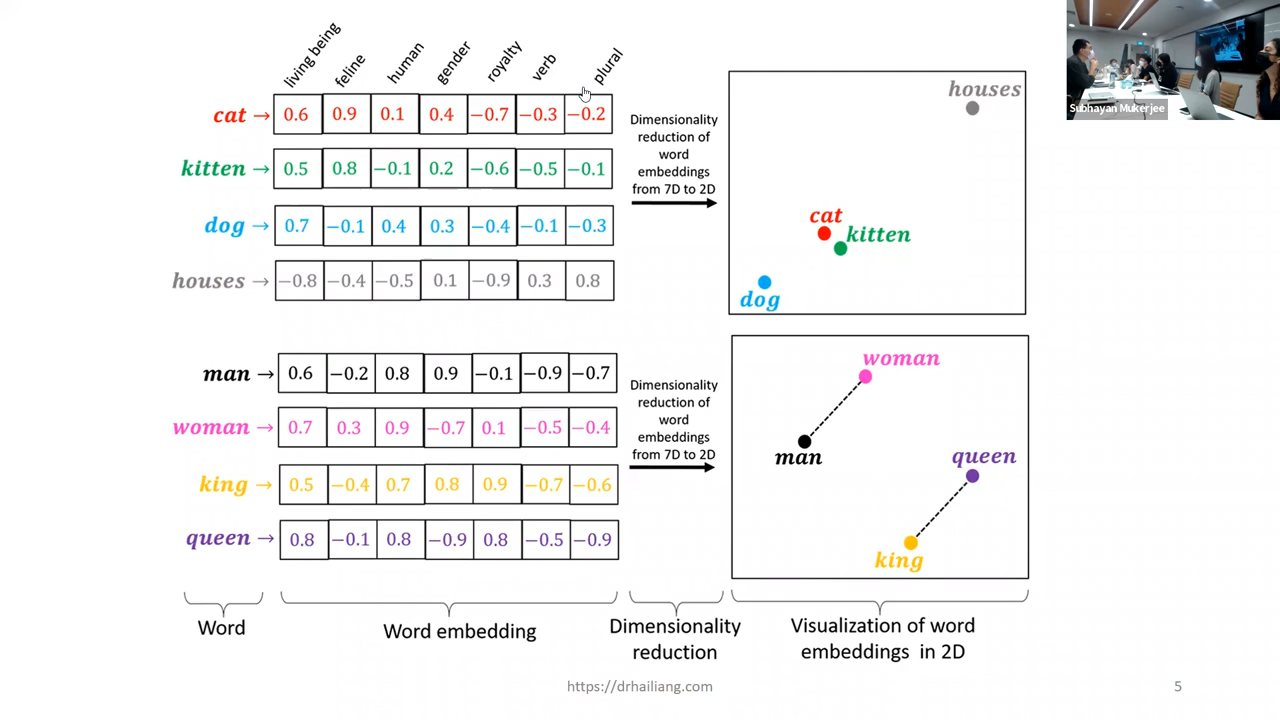 living being feline human gender royalty verb plural
cat → 0.6 0.9 0.1 0.4 −0.7 −0.3 −0.2
kitten → 0.5 0.8 −0.1 0.2 −0.6 −0.5 −0.1
dog → 0.7 −0.1 0.4 0.3 −0.4 −0.1 −0.3
houses → −0.8 −0.4 −0.5 0.1 −0.9 0.3 0.8
Dimensionality
reduction of
word
embeddings
from 7D to 2D
houses
cat
kitten
dog
Subhayan Mukerjee
man → 0.6 −0.2 0.8 0.9 −0.1 −0.9 −0.7
woman → 0.7 0.3 0.9 −0.7 0.1 −0.5 −0.4
king → 0.5 −0.4 0.7 0.8 0.9 −0.7 −0.6
queen → 0.8 −0.1 0.8 −0.9 0.8 −0.5 −0.9
Dimensionality
reduction of
word
embeddings
from 7D to 2D
woman
man
queen
king
Word
Word embedding
Dimensionality
reduction
Visualization of word
embeddings in 2D
https://drhailiang.com
5